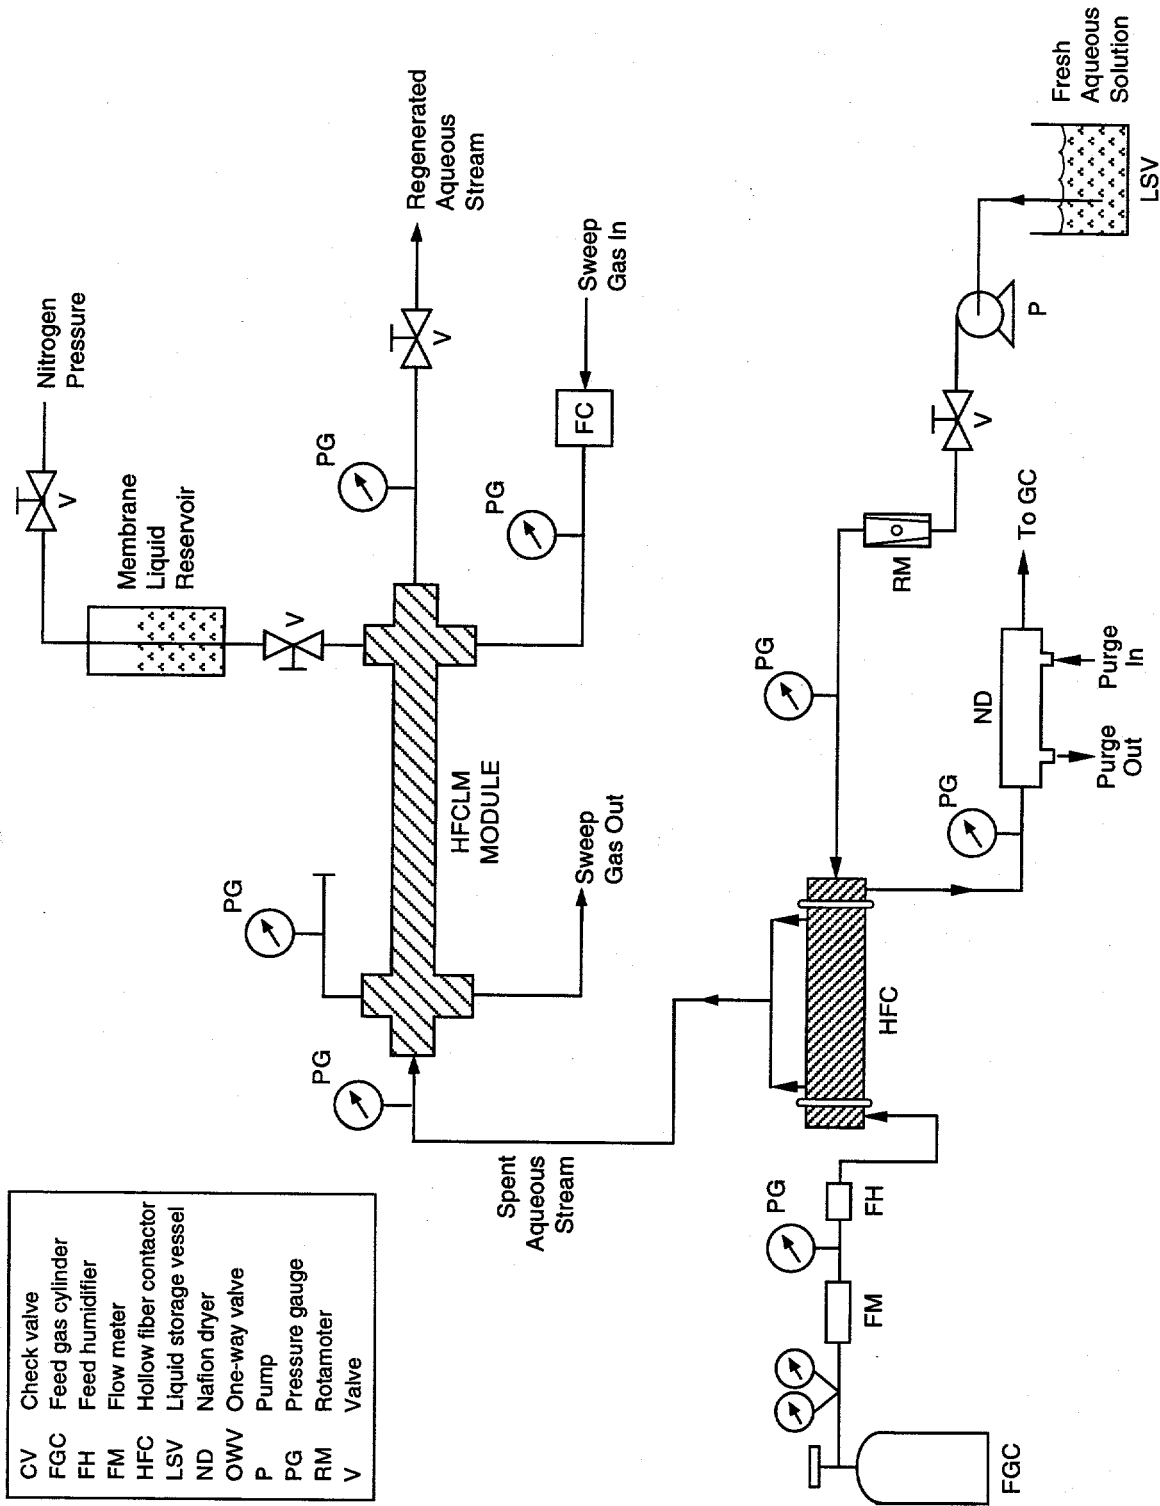 CV Check valve
FGC Feed gas cylinder
FH Feed humidifier
FM Flow meter
HFC Hollow fiber contactor
LSV Liquid storage vessel
ND Nafion dryer
OWV One-way valve
P Pump
PG Pressure gauge
RM Rotamoter
V Valve
Nitrogen
Pressure
V
Membrane
Liquid
Reservoir
V
PG
PG
PG
V
Regenerated
Aqueous
Stream
HFCLM
MODULE
PG
FC
Sweep
Gas In
Sweep
Gas Out
PG
Spent
Aqueous
Stream
PG
FGC
FM
FH
PG
HFC
RM
V
P
Fresh
Aqueous
Solution
LSV
PG
ND
To GC
Purge
Out
Purge
In